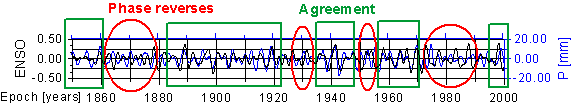 Phase reverses Agreement
ENSO
0.50 20.00
0.00 0.00
-0.50 -20.00
P [mm]
Epoch [years] 1860 1880 1900 1920 1940 1960 1980 2000